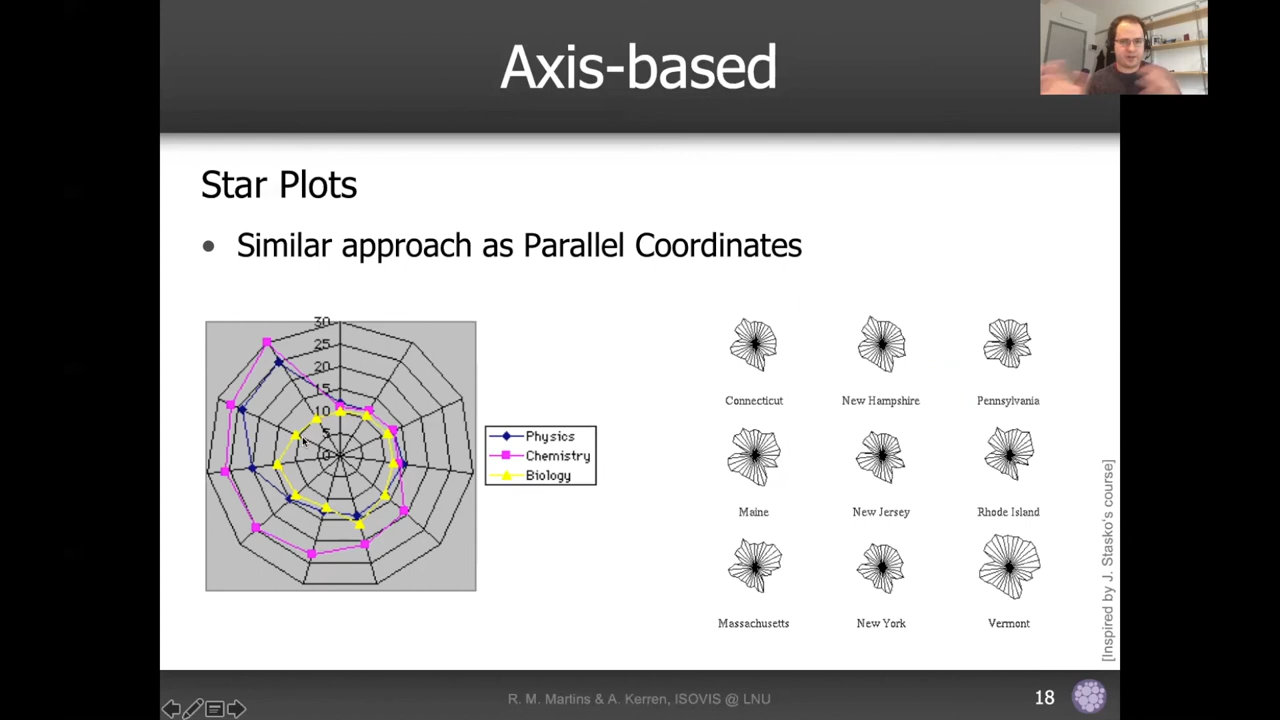 Axis-based
Star Plots
• Similar approach as Parallel Coordinates
30
25
20
15
10
5
0
Physics
Chemistry
Biology
Connecticut
New Hampshire
Pennsylvania
Maine
New Jersey
Rhode Island
Massachusetts
New York
Vermont
[Inspired by J. Stasko's course]
R. M. Martins & A. Kerren, ISOVIS @ LNU
18